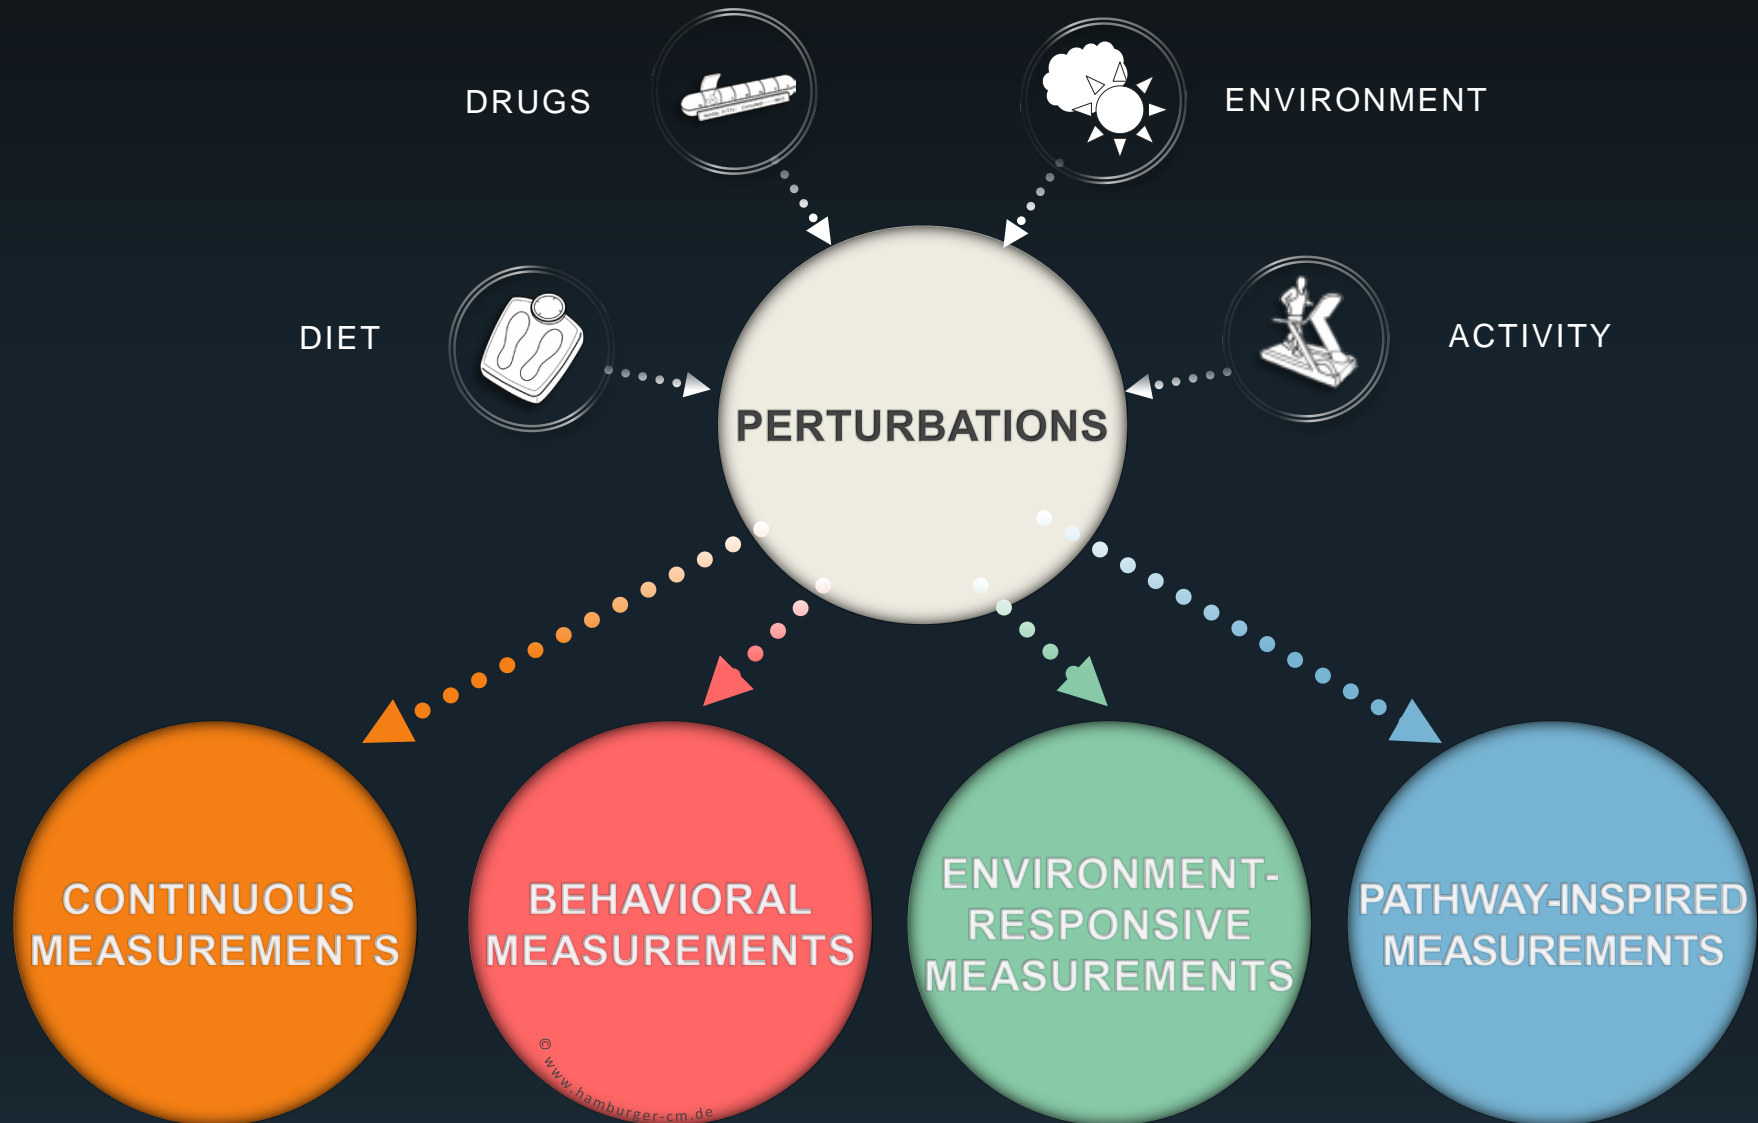 DRUGS
ENVIRONMENT
DIET
ACTIVITY
PERTURBATIONS
CONTINUOUS
MEASUREMENTS
BEHAVIORAL
MEASUREMENTS
ENVIRONMENT-
RESPONSIVE
MEASUREMENTS
PATHWAY-INSPIRED
MEASUREMENTS
© www.hamburger-cm.de